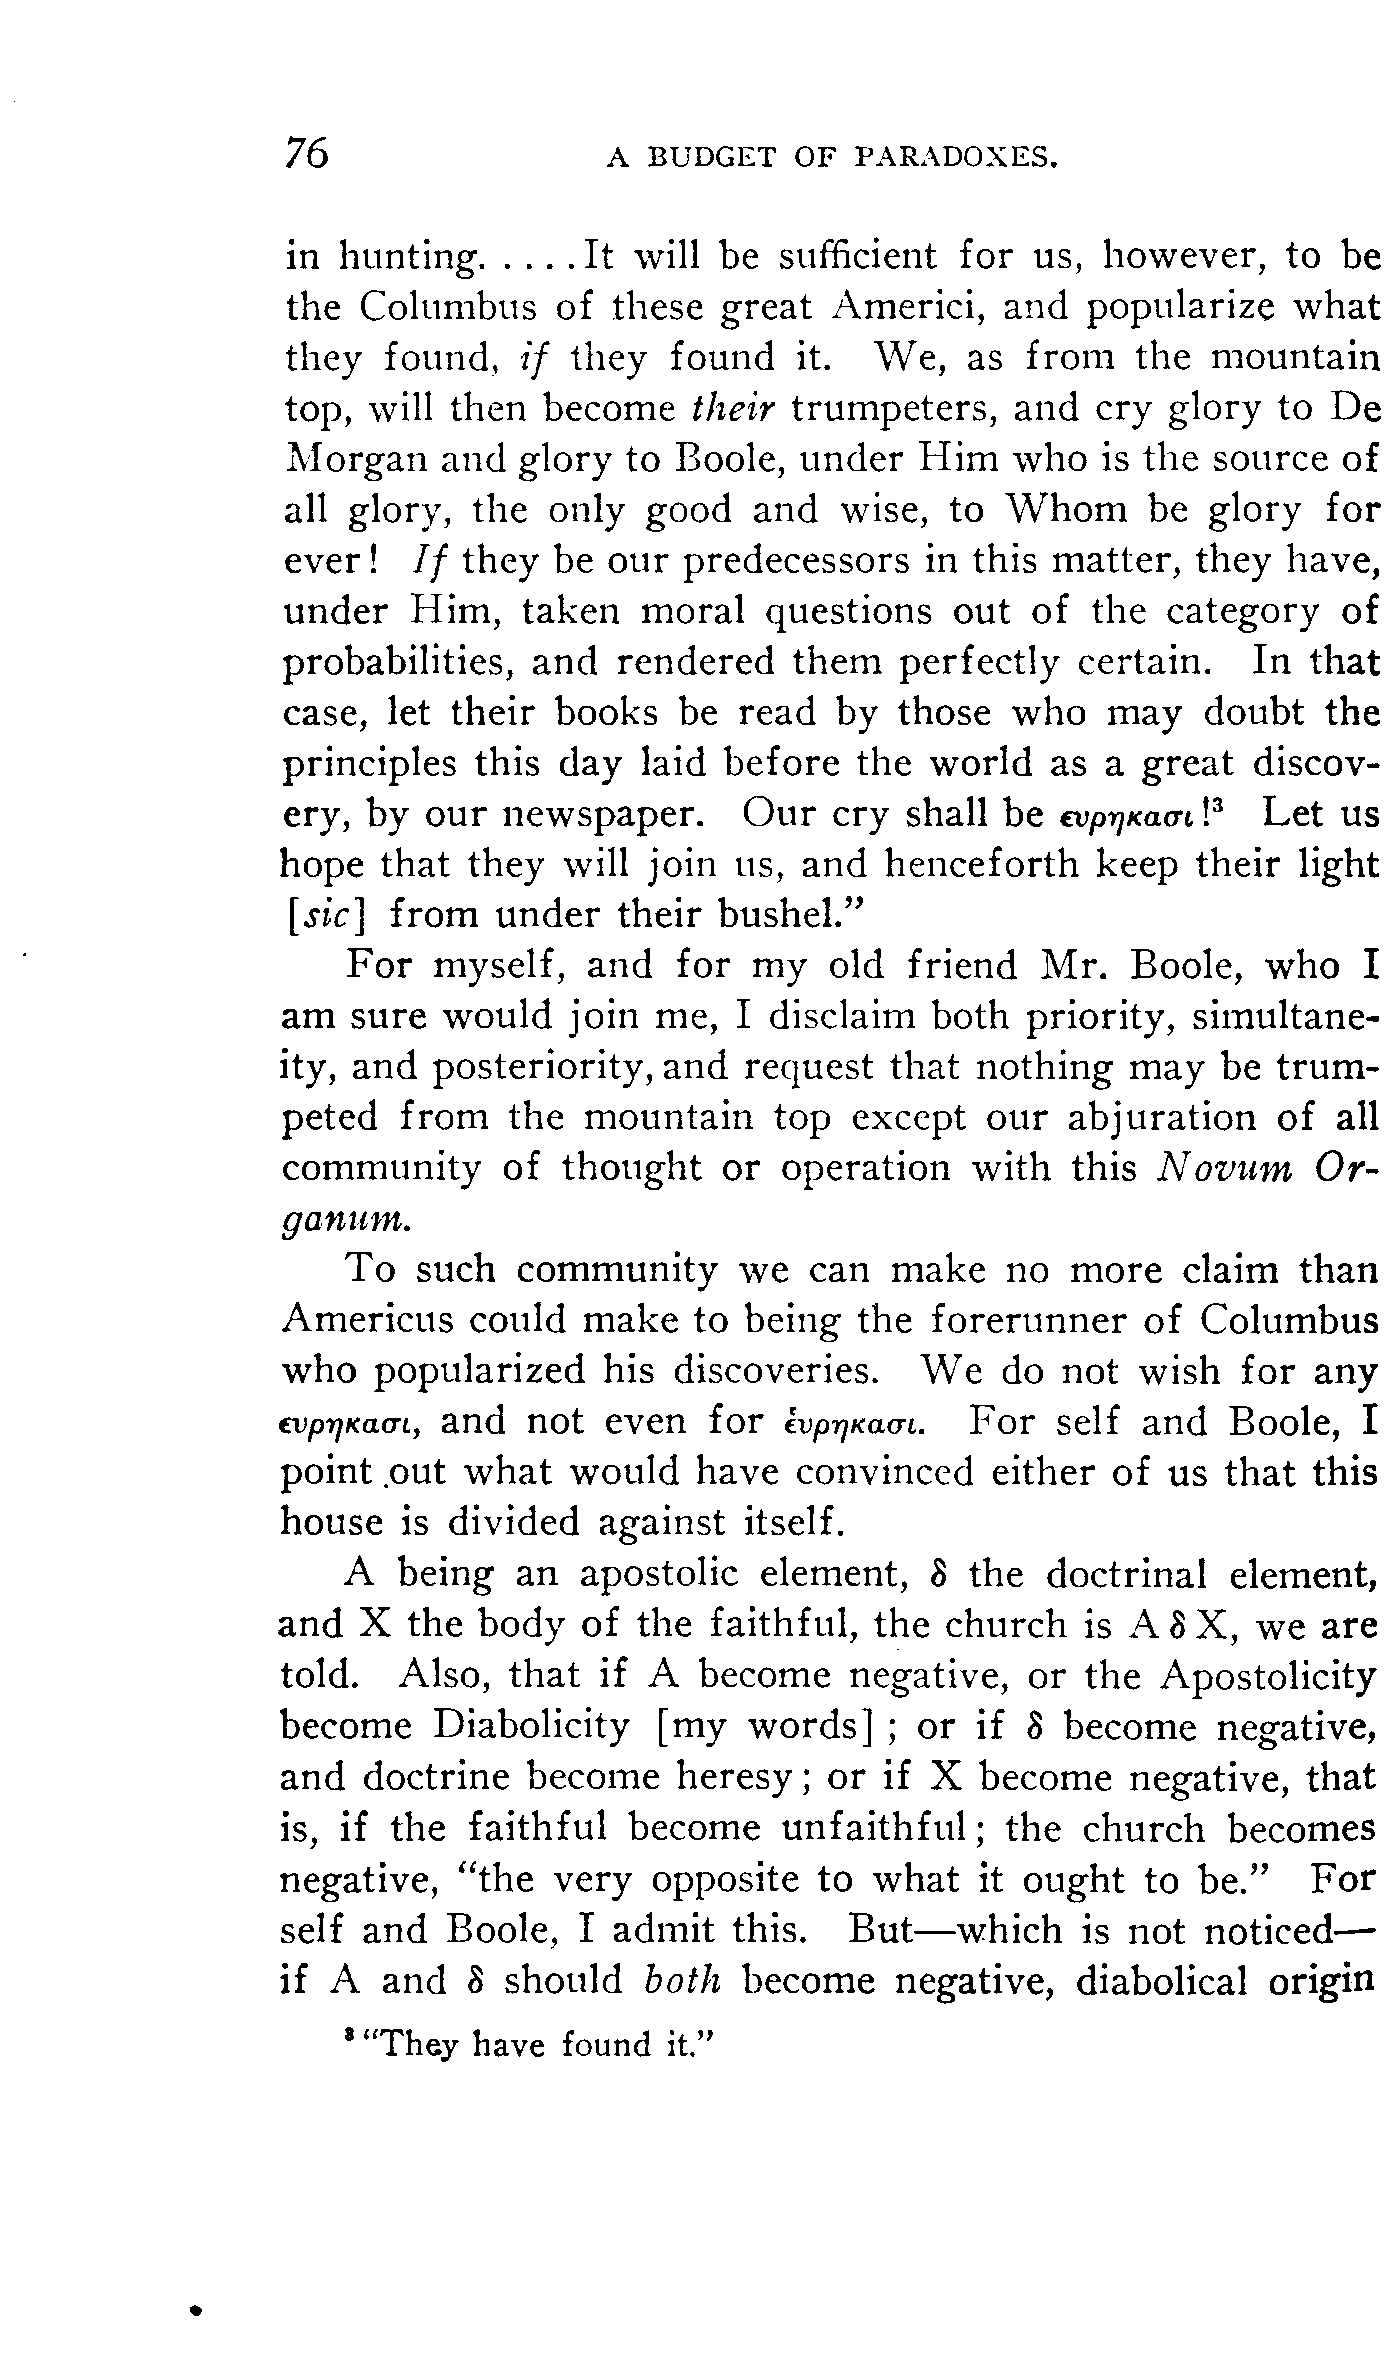 76 A BUDGET OF PARADOXES.
in hunting. . . . . It will be sufficient for us, however, to be
the Columbus of these great Americi, and popularize what
they found, if they found it. We, as from the mountain
top, will then become their trumpeters, and cry glory to De
Morgan and glory to Boole, under Him who is the source of
all glory, the only good and wise, to Whom be glory for
ever! If they be our predecessors in this matter, they have,
under Him, taken moral questions out of the category of
probabilities, and rendered them perfectly certain. In that
case, let their books be read by those who may doubt the
principles this day laid before the world as a great discov-
ery, by our newspaper. Our cry shall be ευρηκασι!³ Let us
hope that they will join us, and henceforth keep their light
[sic] from under their bushel."
For myself, and for my old friend Mr. Boole, who I
am sure would join me, I disclaim both priority, simultane-
ity, and posteriority, and request that nothing may be trum-
peted from the mountain top except our abjuration of all
community of thought or operation with this Novum Or-
ganum.
To such community we can make no more claim than
Americus could make to being the forerunner of Columbus
who popularized his discoveries. We do not wish for any
ευρηκασι, and not even for ἑυρηκασι. For self and Boole, I
point out what would have convinced either of us that this
house is divided against itself.
A being an apostolic element, δ the doctrinal element,
and X the body of the faithful, the church is A δ X, we are
told. Also, that if A become negative, or the Apostolicity
become Diabolicity [my words]; or if δ become negative,
and doctrine become heresy; or if X become negative, that
is, if the faithful become unfaithful; the church becomes
negative, "the very opposite to what it ought to be." For
self and Boole, I admit this. But—which is not noticed—
if A and δ should both become negative, diabolical origin
³ "They have found it."